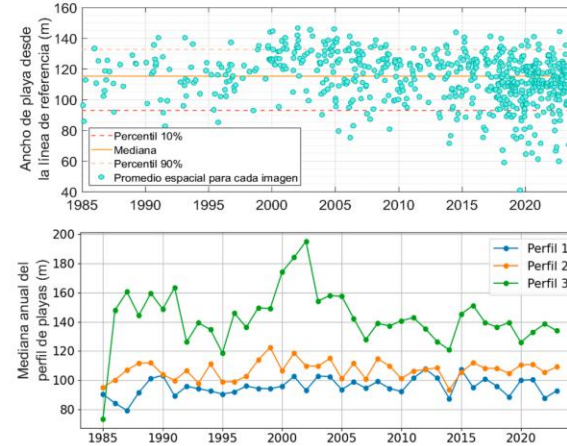 Ancho de playa desde
la línea de referencia (m)
160
140
120
100
80
60
40
Percentil 10%
Mediana
Percentil 90%
Promedio espacial para cada imagen
1985
1990
1995
2000
2005
2010
2015
2020
Mediana anual del
perfil de playas (m)
200
180
160
140
120
100
80
Perfil 1
Perfil 2
Perfil 3
1985
1990
1995
2000
2005
2010
2015
2020